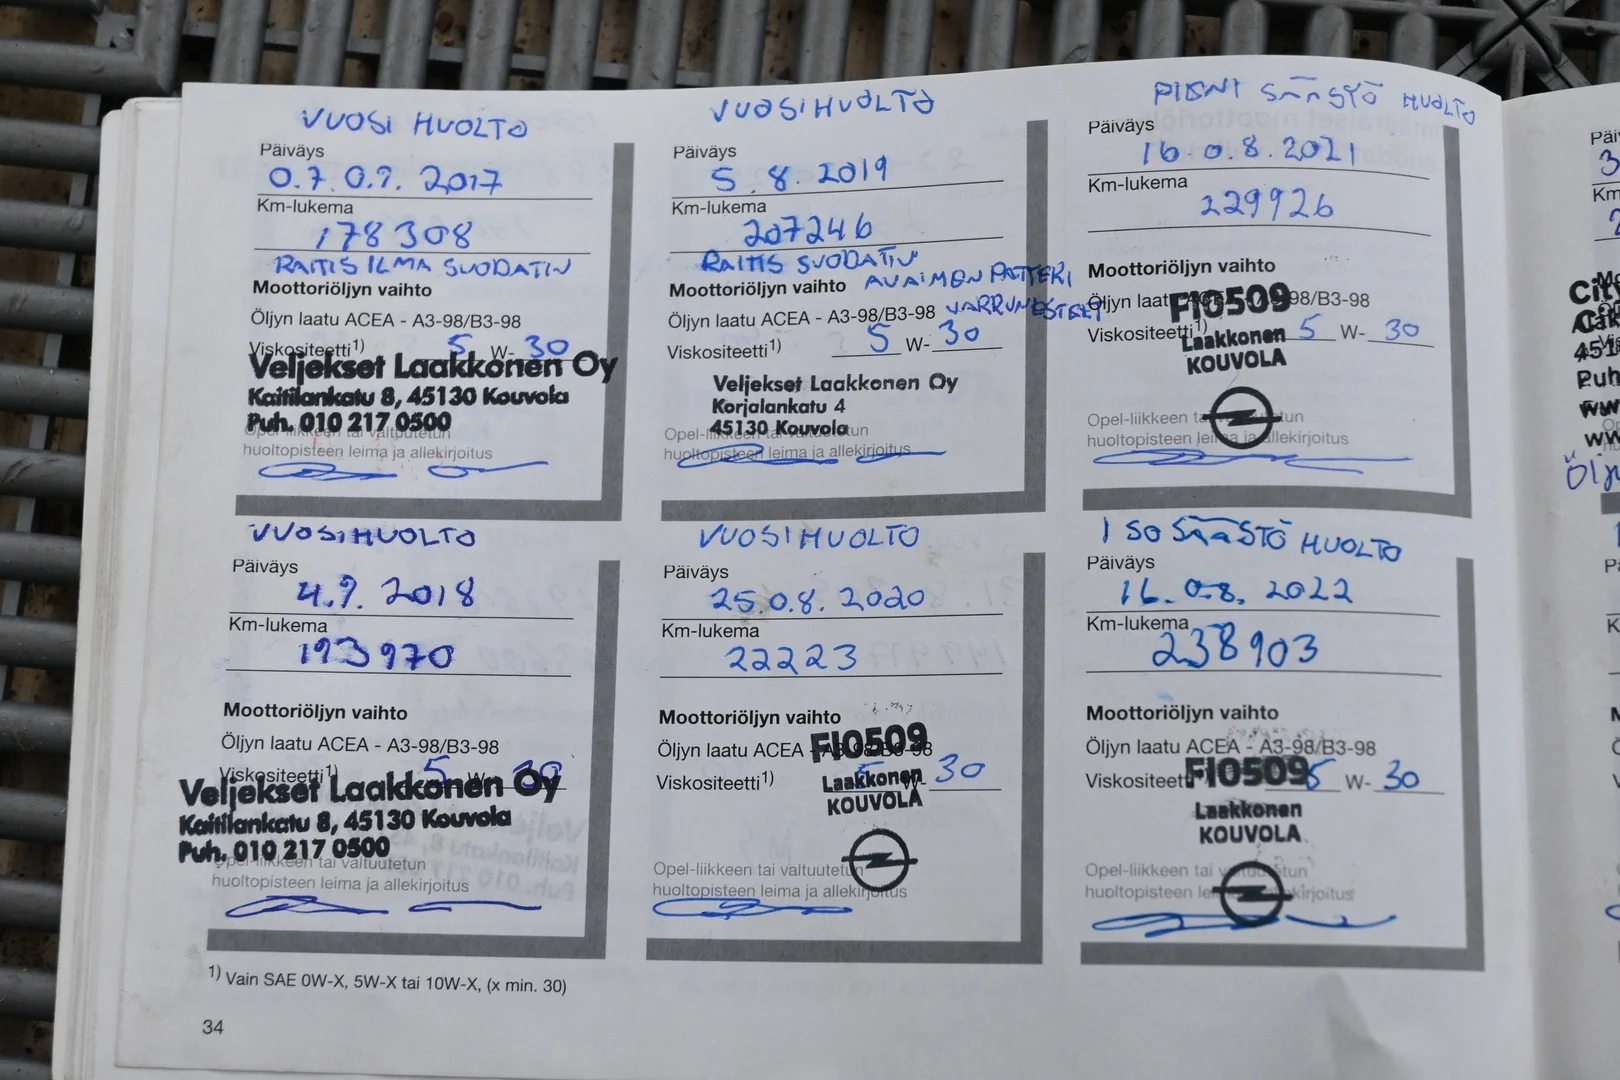 VUOSI HUOLTO
Päiväys
0.7.0.9. 2017
Km-lukema
178308
RAITIS ILMA SUODATIN
Moottoriöljyn vaihto
Öljyn laatu ACEA - A3-98/B3-98
Viskositeetti1) 5 W- 30
Veljekset Laakkonen Oy
Kaitilankatu 8, 45130 Kouvola
Puh. 010 217 0500
Opel-liikkeen tai valtuutetun
huoltopisteen leima ja allekirjoitus
VUOSIHUOLTO
Päiväys
4.9. 2018
Km-lukema
193970
Moottoriöljyn vaihto
Öljyn laatu ACEA - A3-98/B3-98
Viskositeetti1) 5 W- 30
Veljekset Laakkonen Oy
Kaitilankatu 8, 45130 Kouvola
Puh. 010 217 0500
Opel-liikkeen tai valtuutetun
huoltopisteen leima ja allekirjoitus
VUOSIHUOLTO
Päiväys
5.8. 2019
Km-lukema
207246
RAITIS SUODATIN
AVAIMEN PATTERI
Moottoriöljyn vaihto
Öljyn laatu ACEA - A3-98/B3-98
Viskositeetti1) 5 W- 30
Veljekset Laakkonen Oy
Korjalankatu 4
45130 Kouvola
Opel-liikkeen tai valtuutetun
huoltopisteen leima ja allekirjoitus
VUOSIHUOLTO
Päiväys
25.0.8. 2020
Km-lukema
22223
Moottoriöljyn vaihto
Öljyn laatu ACEA - A3-98/B3-98
Viskositeetti1) 5 W- 30
FI0509
Laakkonen
KOUVOLA
Opel-liikkeen tai valtuutetun
huoltopisteen leima ja allekirjoitus
PIENI SÄÄSTÖ HUOLTO
Päiväys
16.0.8.2021
Km-lukema
229926
Moottoriöljyn vaihto
Öljyn laatu ACEA - A3-98/B3-98
Viskositeetti1) 5 W- 30
FI0509
Laakkonen
KOUVOLA
Opel-liikkeen tai valtuutetun
huoltopisteen leima ja allekirjoitus
ISO SÄÄSTÖ HUOLTO
Päiväys
16.0.8. 2022
Km-lukema
238903
Moottoriöljyn vaihto
Öljyn laatu ACEA - A3-98/B3-98
Viskositeetti 5 W- 30
FI0509
Laakkonen
KOUVOLA
Opel-liikkeen tai valtuutetun
huoltopisteen leima ja allekirjoitus
1) Vain SAE 0W-X, 5W-X tai 10W-X, (x min. 30)
34